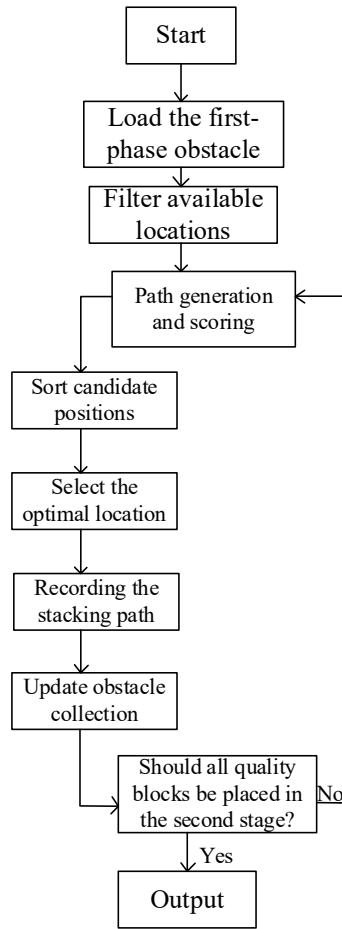 Start
Load the first-
phase obstacle
Filter available
locations
Path generation
and scoring
Sort candidate
positions
Select the
optimal location
Recording the
stacking path
Update obstacle
collection
Should all quality
blocks be placed in
the second stage?
No
Yes
Output